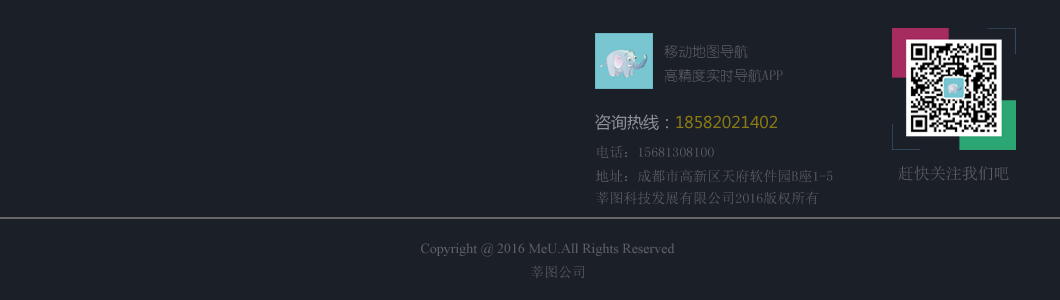 移动地图导航
高精度实时导航APP
咨询热线：18582021402
电话：15681308100
地址：成都市高新区天府软件园B座1-5
莘图科技发展有限公司2016版权所有
赶快关注我们吧
Copyright @ 2016 MeU.All Rights Reserved
莘图公司